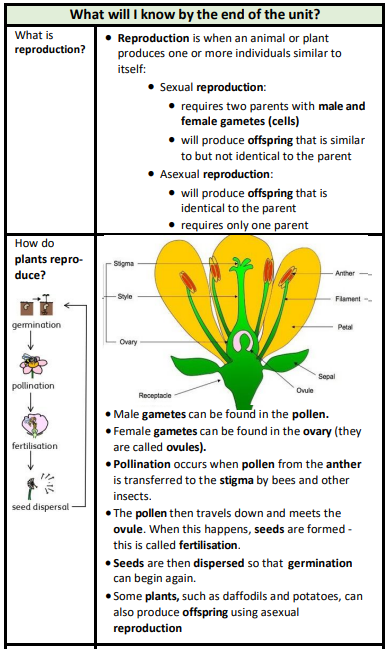 What will I know by the end of the unit?
What is
reproduction?
• Reproduction is when an animal or plant
produces one or more individuals similar to
itself:
• Sexual reproduction:
• requires two parents with male and
female gametes (cells)
• will produce offspring that is similar
to but not identical to the parent
• Asexual reproduction:
• will produce offspring that is
identical to the parent
• requires only one parent
How do
plants repro-
duce?
germination
pollination
fertilisation
seed dispersal
Stigma
Style
Ovary
Receptacle
Anther
Filament
Petal
Sepal
Ovule
• Male gametes can be found in the pollen.
• Female gametes can be found in the ovary (they
are called ovules).
• Pollination occurs when pollen from the anther
is transferred to the stigma by bees and other
insects.
• The pollen then travels down and meets the
ovule. When this happens, seeds are formed -
this is called fertilisation.
• Seeds are then dispersed so that germination
can begin again.
• Some plants, such as daffodils and potatoes, can
also produce offspring using asexual
reproduction